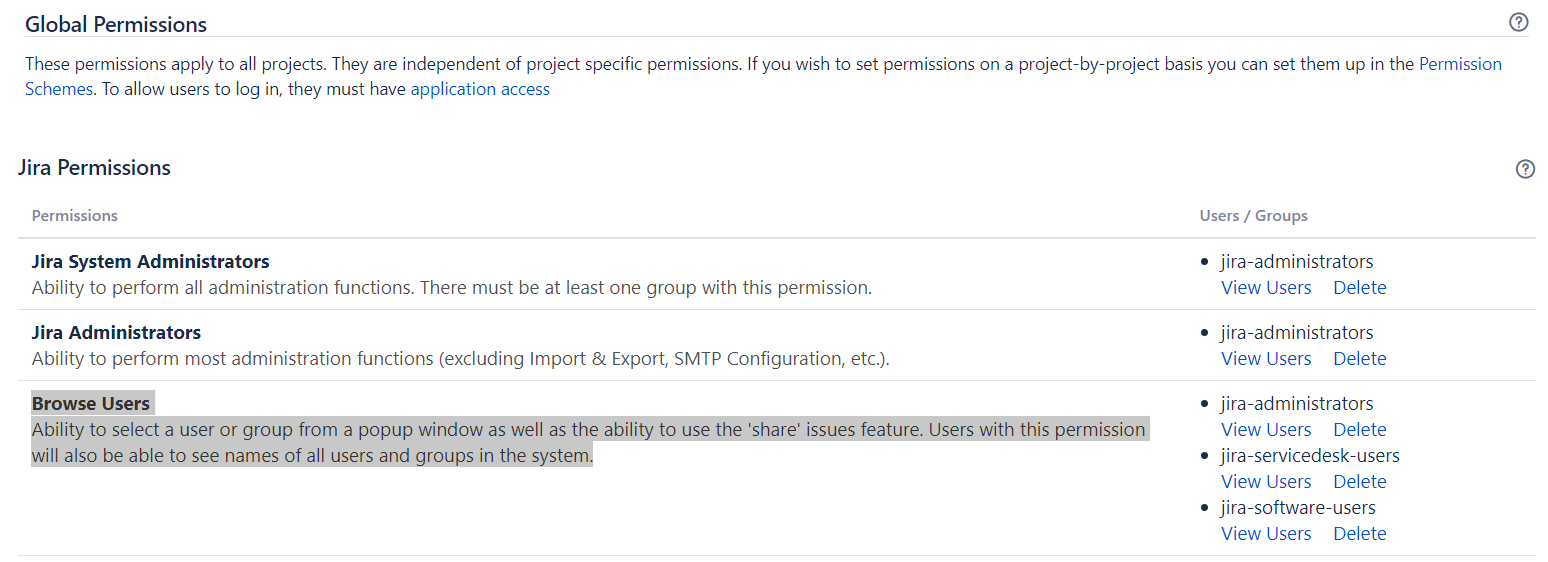 Global Permissions
These permissions apply to all projects. They are independent of project specific permissions. If you wish to set permissions on a project-by-project basis you can set them up in the Permission
Schemes. To allow users to log in, they must have application access
Jira Permissions
Permissions
Users / Groups
Jira System Administrators
Ability to perform all administration functions. There must be at least one group with this permission.
jira-administrators
View Users Delete
Jira Administrators
Ability to perform most administration functions (excluding Import & Export, SMTP Configuration, etc.).
jira-administrators
View Users Delete
Browse Users
Ability to select a user or group from a popup window as well as the ability to use the 'share' issues feature. Users with this permission
will also be able to see names of all users and groups in the system.
jira-administrators
View Users Delete
jira-servicedesk-users
View Users Delete
jira-software-users
View Users Delete